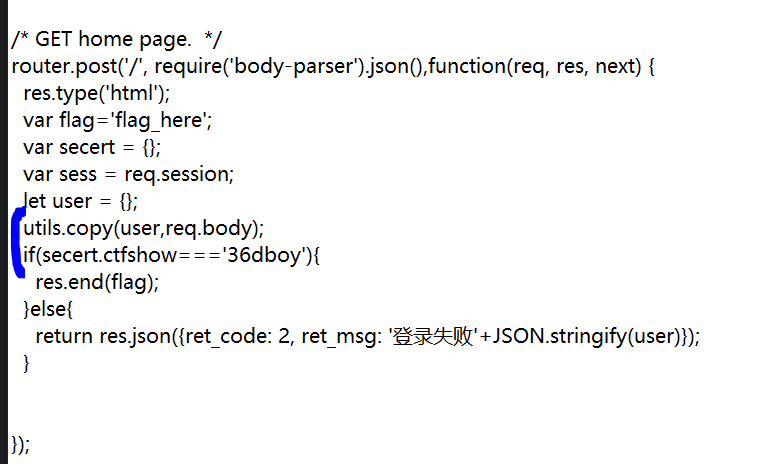 /* GET home page.  */
router.post('/', require('body-parser').json(),function(req, res, next) {
  res.type('html');
  var flag='flag_here';
  var secert = {};
  var sess = req.session;
  let user = {};
  utils.copy(user,req.body);
  if(secert.ctfshow==='36dboy'){
    res.end(flag);
  }else{
    return res.json({ret_code: 2, ret_msg: '登录失败'+JSON.stringify(user)});
  }
});